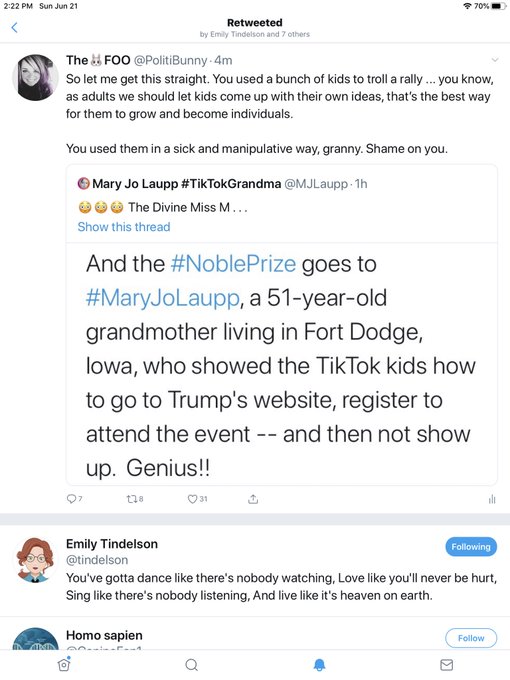 2:22 PM Sun Jun 21
70%
Retweeted
by Emily Tindelson and 7 others
The🐰FOO @PolitiBunny · 4m
So let me get this straight. You used a bunch of kids to troll a rally ... you know,
as adults we should let kids come up with their own ideas, that's the best way
for them to grow and become individuals.
You used them in a sick and manipulative way, granny. Shame on you.
Mary Jo Laupp #TikTokGrandma @MJLaupp · 1h
😳😳😳 The Divine Miss M . . .
Show this thread
And the #NoblePrize goes to
#MaryJoLaupp, a 51-year-old
grandmother living in Fort Dodge,
Iowa, who showed the TikTok kids how
to go to Trump's website, register to
attend the event -- and then not show
up. Genius!!
7 8 31
Emily Tindelson
Following
@tindelson
You've gotta dance like there's nobody watching, Love like you'll never be hurt,
Sing like there's nobody listening, And live like it's heaven on earth.
Homo sapien
Follow